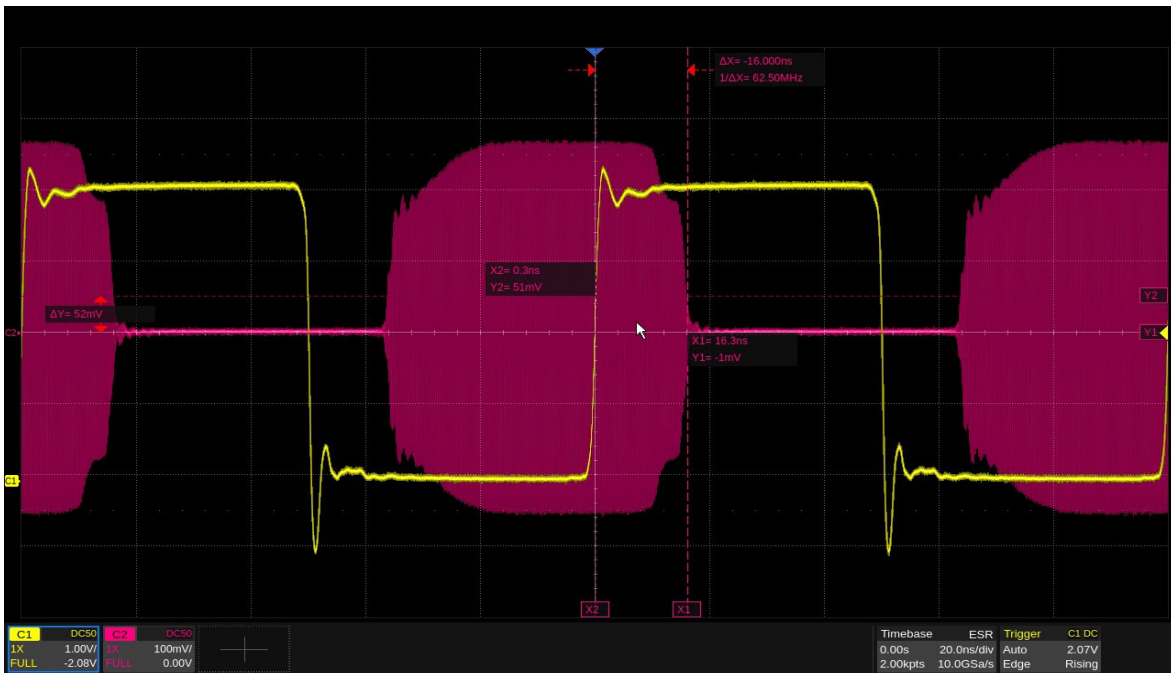 ΔX= -16.000ns
1/ΔX= 62.50MHz
X2= 0.3ns
Y2= 51mV
Y2
ΔY= 52mV
C2
Y1
X1= 16.3ns
Y1= -1mV
C1
X2 X1
C1 DC50 C2 DC50 Timebase ESR Trigger C1 DC
1X 1.00V/ 1X 100mV/ 0.00s 20.0ns/div Auto 2.07V
FULL -2.08V FULL 0.00V 2.00kpts 10.0GSa/s Edge Rising